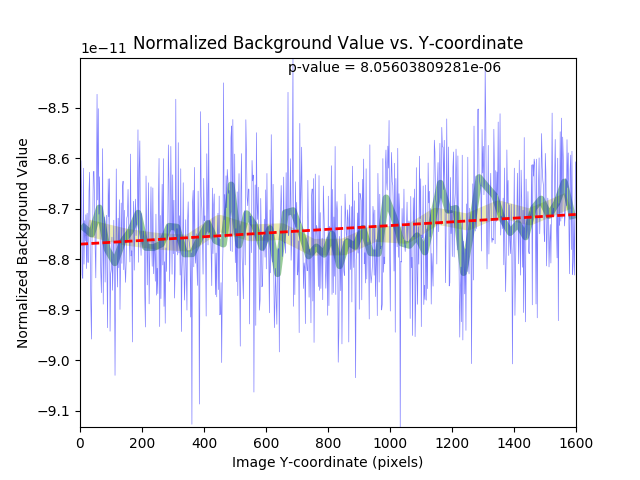 1e−11 Normalized Background Value vs. Y-coordinate
p-value = 8.05603809281e-06
−8.5
−8.6
−8.7
−8.8
−8.9
−9.0
−9.1
Normalized Background Value
0 200 400 600 800 1000 1200 1400 1600
Image Y-coordinate (pixels)